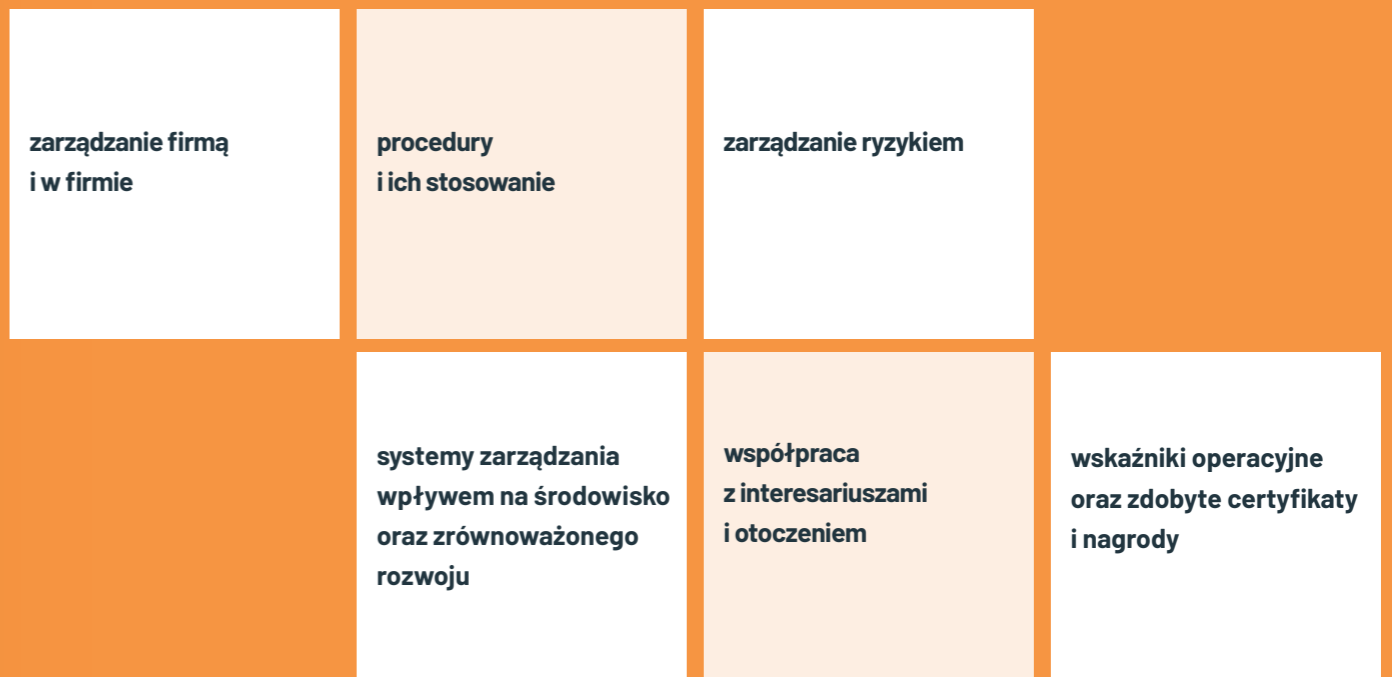 zarządzanie firmą
i w firmie
procedury
i ich stosowanie
zarządzanie ryzykiem
systemy zarządzania
wpływem na środowisko
oraz zrównoważonego
rozwoju
współpraca
z interesariuszami
i otoczeniem
wskaźniki operacyjne
oraz zdobyte certyfikaty
i nagrody